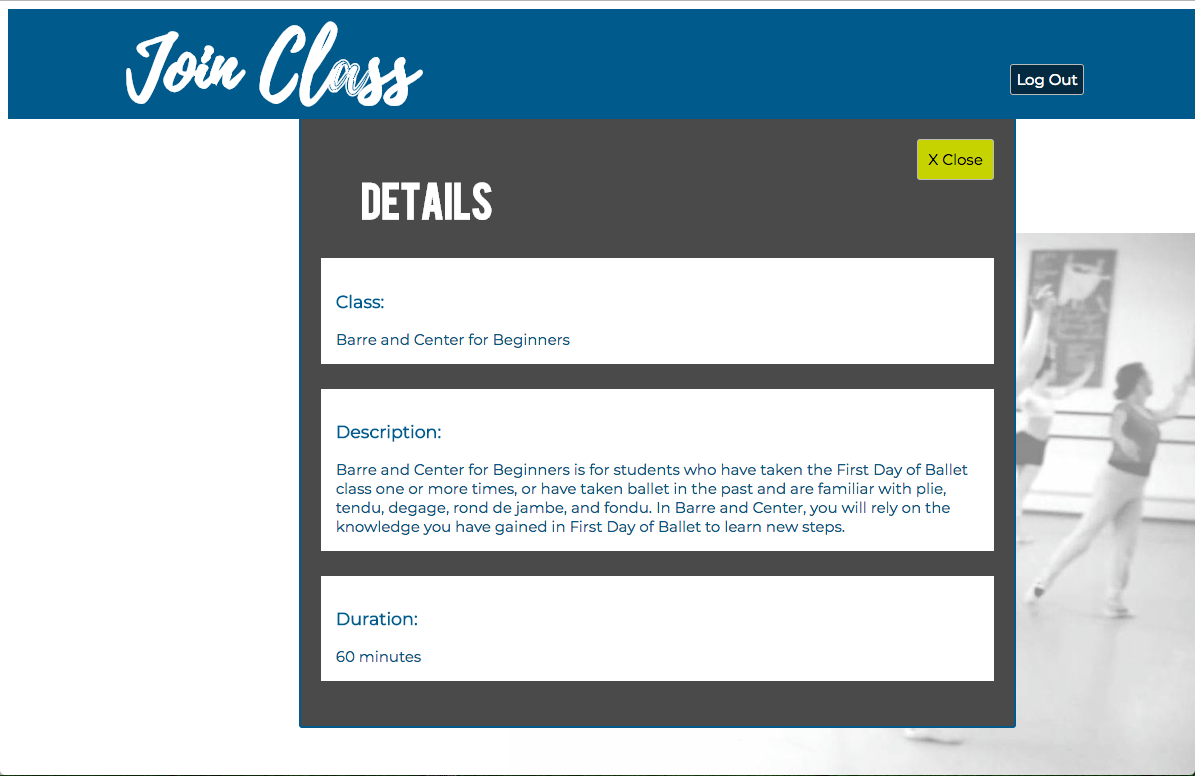 Join Class
Log Out
X Close
DETAILS
Class:
Barre and Center for Beginners
Description:
Barre and Center for Beginners is for students who have taken the First Day of Ballet
class one or more times, or have taken ballet in the past and are familiar with plie,
tendu, degage, rond de jambe, and fondu. In Barre and Center, you will rely on the
knowledge you have gained in First Day of Ballet to learn new steps.
Duration:
60 minutes